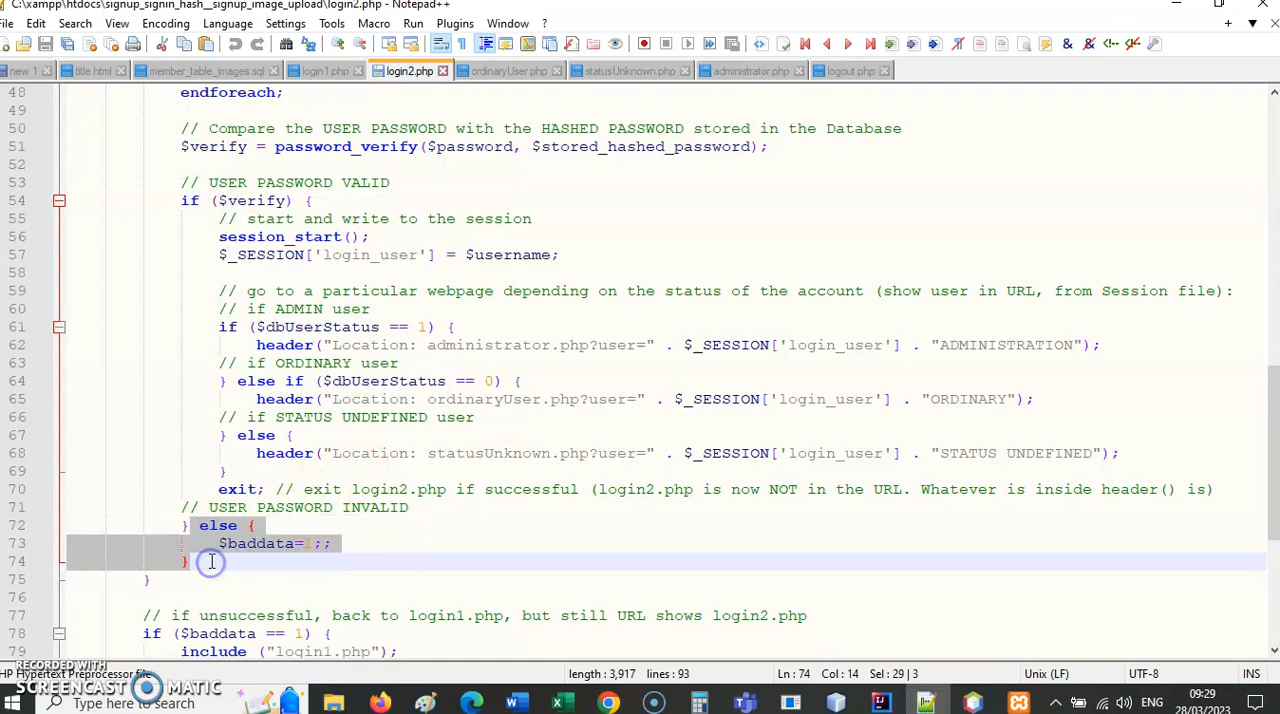 C:\xampp\htdocs\signup_signin_hash__signup_image_upload\login2.php - Notepad++
File Edit Search View Encoding Language Settings Tools Macro Run Plugins Window ?
new 1 title.html member_table_images.sql login1.php login2.php ordinaryUser.php statusUnknown.php administrator.php logout.php
48 endforeach;
49
50 // Compare the USER PASSWORD with the HASHED PASSWORD stored in the Database
51 $verify = password_verify($password, $stored_hashed_password);
52
53 // USER PASSWORD VALID
54 if ($verify) {
55 // start and write to the session
56 session_start();
57 $_SESSION['login_user'] = $username;
58
59 // go to a particular webpage depending on the status of the account (show user in URL, from Session file):
60 // if ADMIN user
61 if ($dbUserStatus == 1) {
62 header("Location: administrator.php?user=" . $_SESSION['login_user'] . "ADMINISTRATION");
63 // if ORDINARY user
64 } else if ($dbUserStatus == 0) {
65 header("Location: ordinaryUser.php?user=" . $_SESSION['login_user'] . "ORDINARY");
66 // if STATUS UNDEFINED user
67 } else {
68 header("Location: statusUnknown.php?user=" . $_SESSION['login_user'] . "STATUS UNDEFINED");
69 }
70 exit; // exit login2.php if successful (login2.php is now NOT in the URL. Whatever is inside header() is)
71 // USER PASSWORD INVALID
72 } else {
73 $baddata=1;;
74 }
75 }
76
77 // if unsuccessful, back to login1.php, but still URL shows login2.php
78 if ($baddata == 1) {
79 include ("login1.php");
HP Hypertext Preprocessor file length : 3,917 lines : 93 Ln : 74 Col : 14 Sel : 29 | 3 Unix (LF) UTF-8 INS
RECORDED WITH
SCREENCAST MATIC
Type here to search
ENG
09:29
28/03/2023